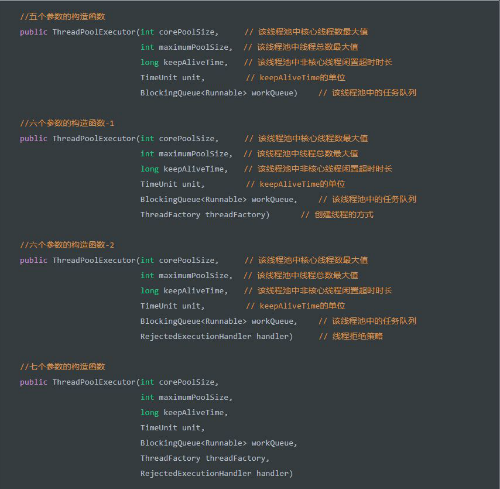 //五个参数的构造函数
public ThreadPoolExecutor(int corePoolSize, // 该线程池中核心线程数最大值
int maximumPoolSize, // 该线程池中线程总数最大值
long keepAliveTime, // 该线程池中非核心线程闲置超时时长
TimeUnit unit, // keepAliveTime的单位
BlockingQueue<Runnable> workQueue) // 该线程池中的任务队列
//六个参数的构造函数-1
public ThreadPoolExecutor(int corePoolSize, // 该线程池中核心线程数最大值
int maximumPoolSize, // 该线程池中线程总数最大值
long keepAliveTime, // 该线程池中非核心线程闲置超时时长
TimeUnit unit, // keepAliveTime的单位
BlockingQueue<Runnable> workQueue, // 该线程池中的任务队列
ThreadFactory threadFactory) // 创建线程的方式
//六个参数的构造函数-2
public ThreadPoolExecutor(int corePoolSize, // 该线程池中核心线程数最大值
int maximumPoolSize, // 该线程池中线程总数最大值
long keepAliveTime, // 该线程池中非核心线程闲置超时时长
TimeUnit unit, // keepAliveTime的单位
BlockingQueue<Runnable> workQueue, // 该线程池中的任务队列
RejectedExecutionHandler handler) // 线程拒绝策略
//七个参数的构造函数
public ThreadPoolExecutor(int corePoolSize,
int maximumPoolSize,
long keepAliveTime,
TimeUnit unit,
BlockingQueue<Runnable> workQueue,
ThreadFactory threadFactory,
RejectedExecutionHandler handler)